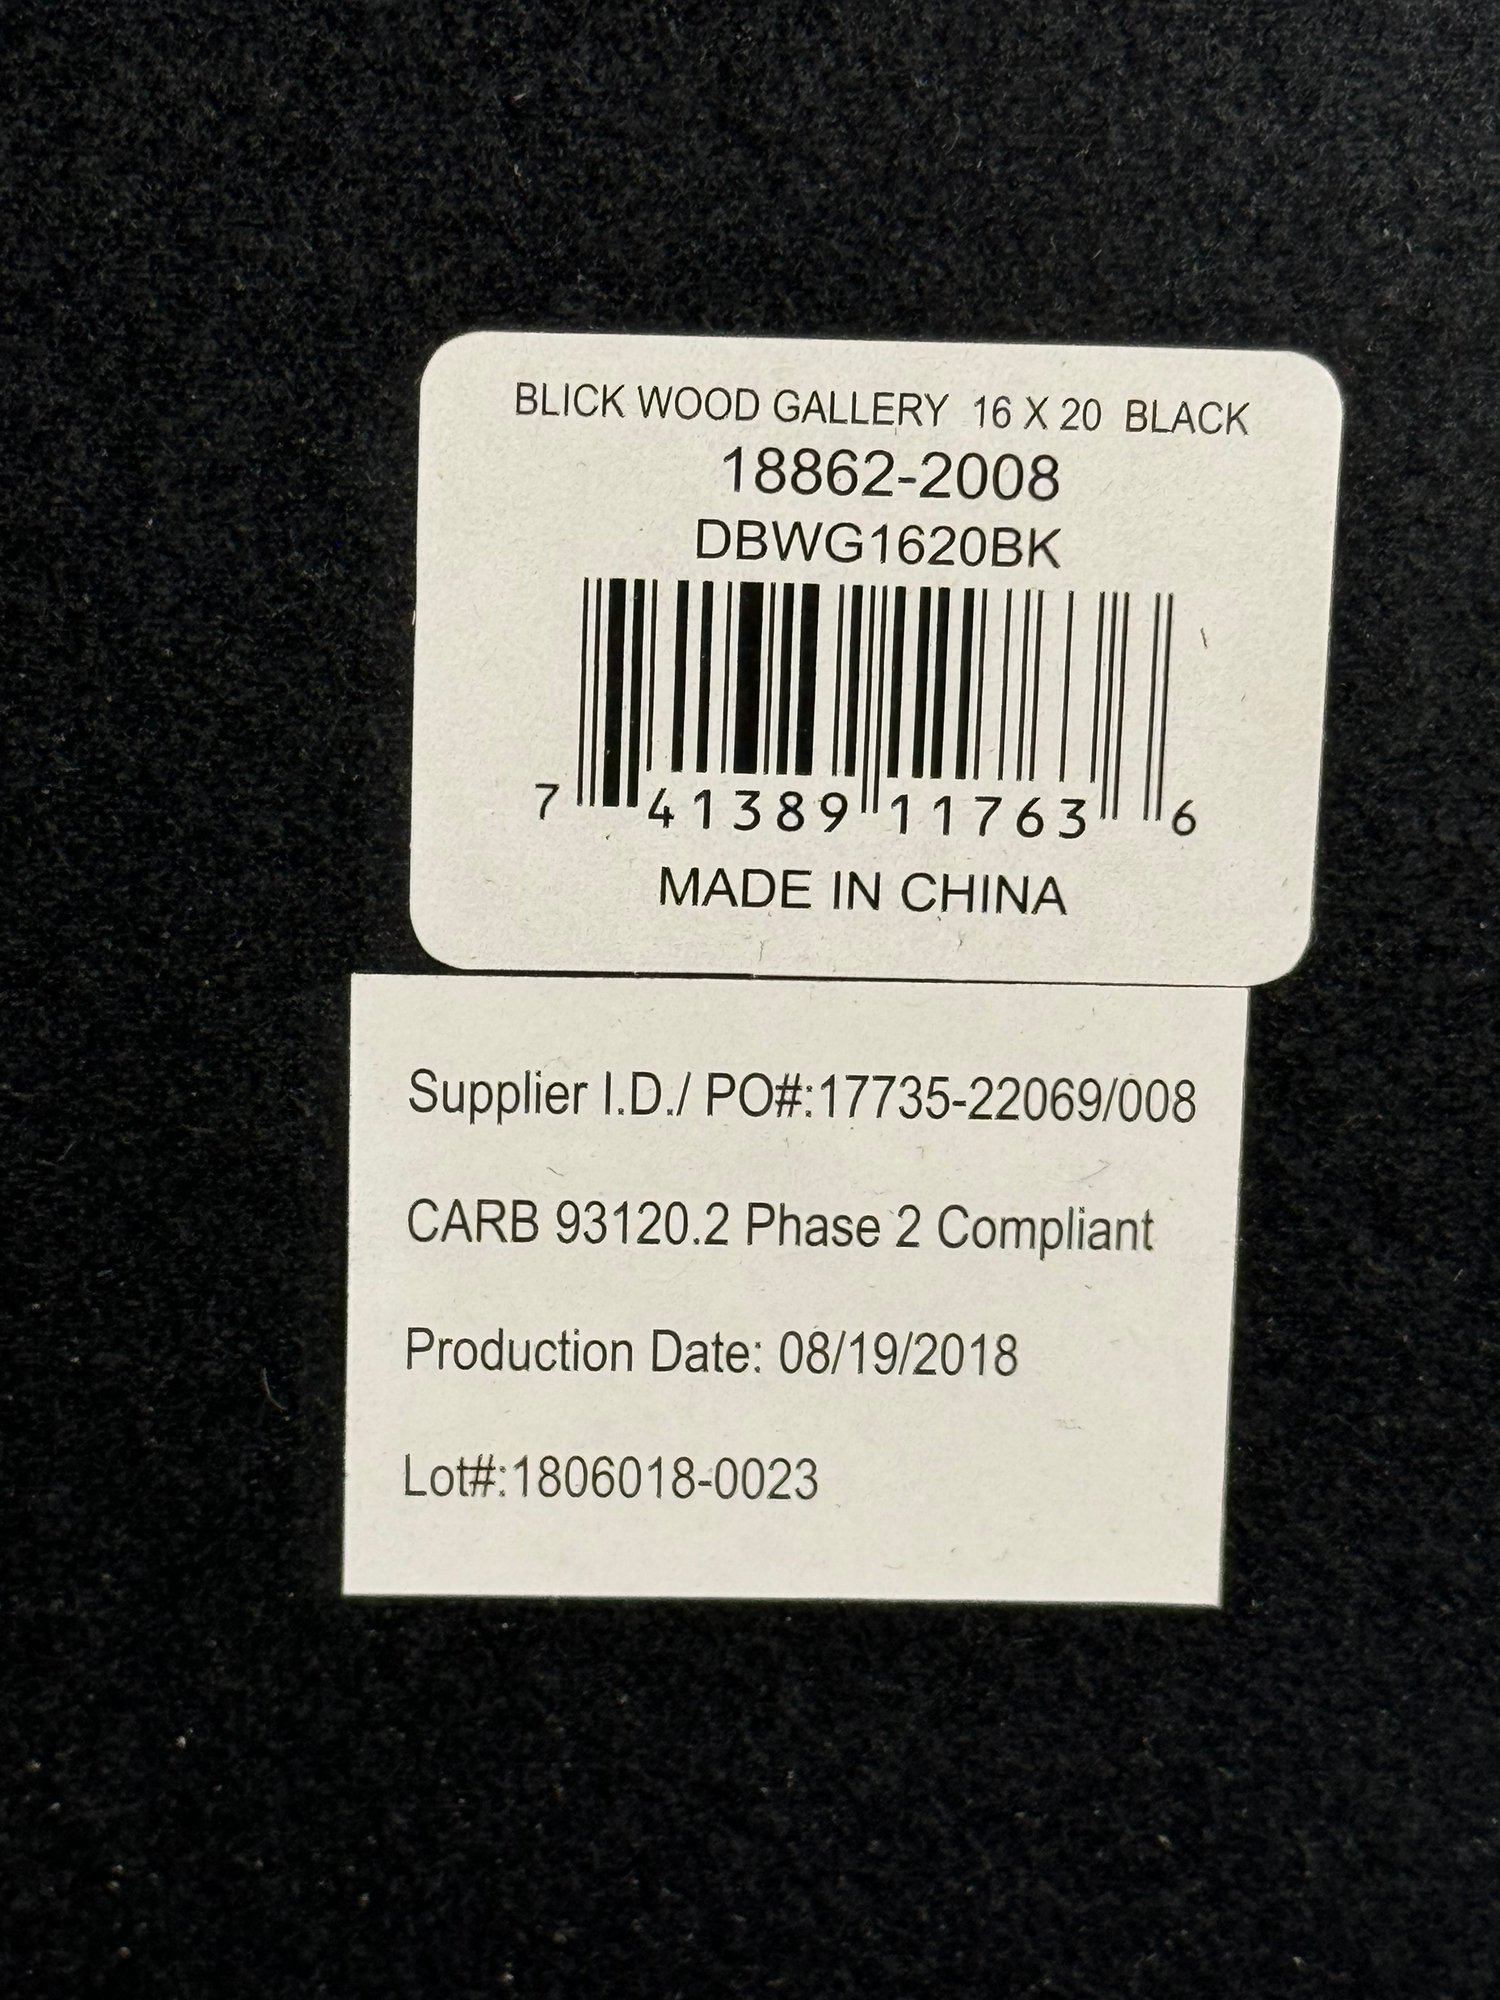 BLICK WOOD GALLERY 16 X 20 BLACK
18862-2008
DBWG1620BK
7 41389 11763 6
MADE IN CHINA
Supplier I.D./ PO#:17735-22069/008
CARB 93120.2 Phase 2 Compliant
Production Date: 08/19/2018
Lot#:1806018-0023